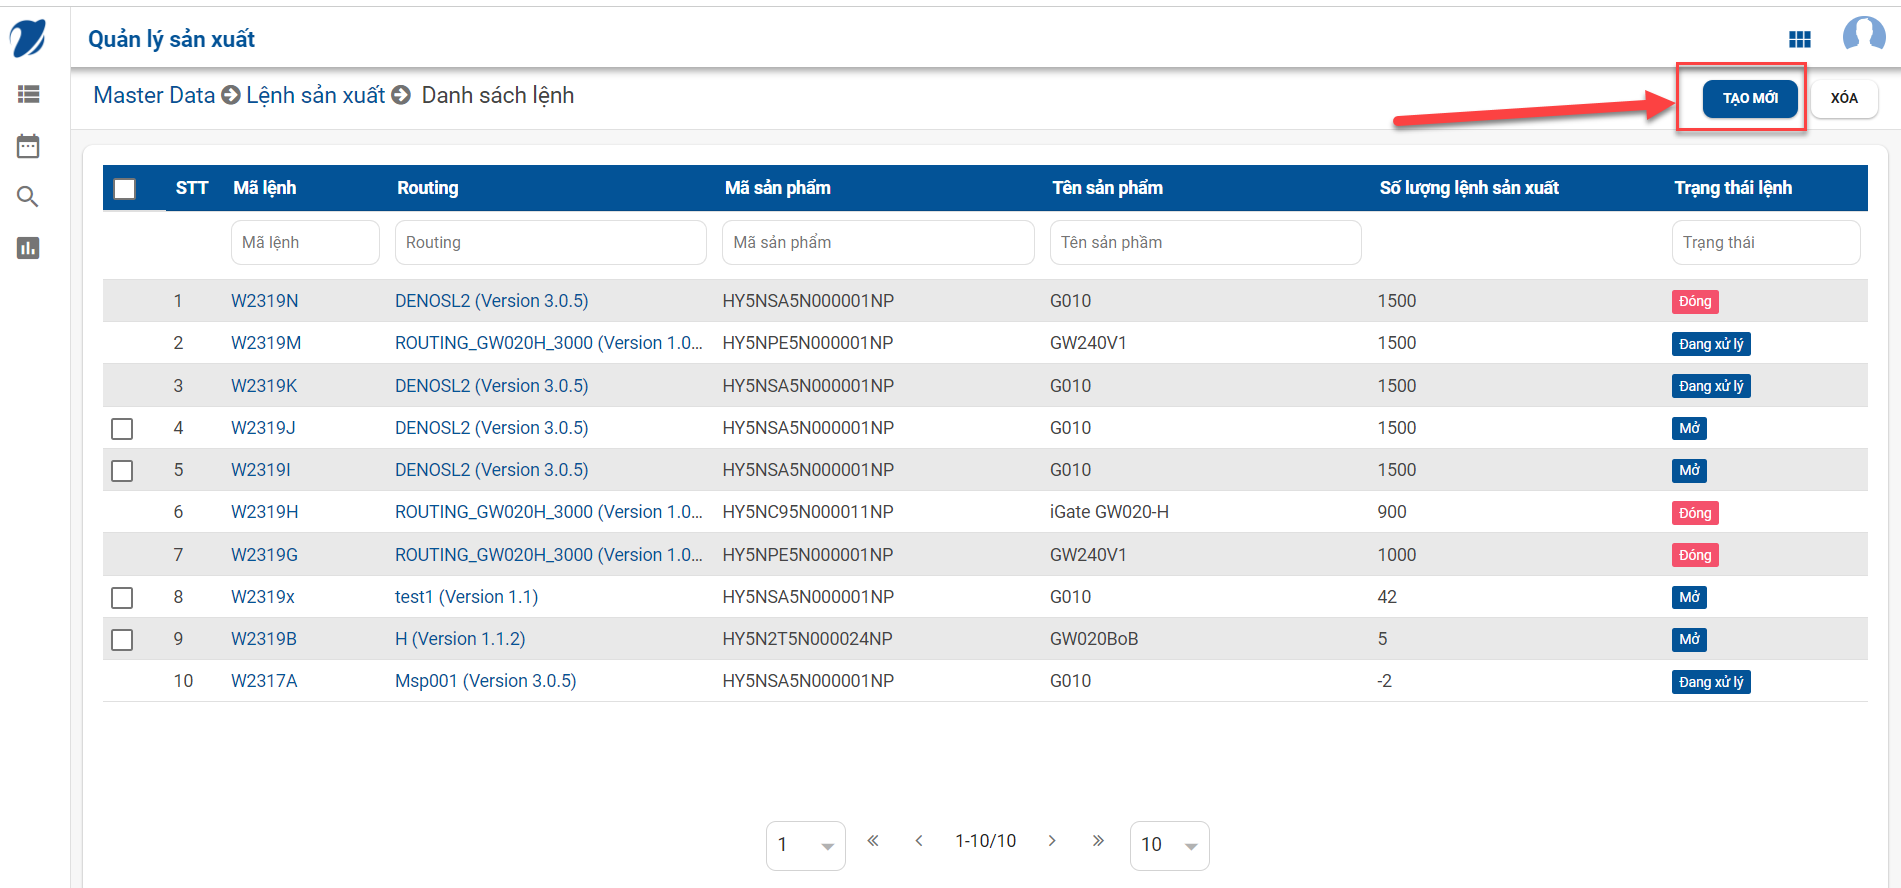 Quản lý sản xuất
Master Data Lệnh sản xuất Danh sách lệnh
TẠO MỚI XÓA
STT Mã lệnh Routing Mã sản phẩm Tên sản phẩm Số lượng lệnh sản xuất Trạng thái lệnh
Mã lệnh Routing Mã sản phẩm Tên sản phầm Trạng thái
1 W2319N DENOSL2 (Version 3.0.5) HY5NSA5N000001NP G010 1500 Đóng
2 W2319M ROUTING_GW020H_3000 (Version 1.0... HY5NPE5N000001NP GW240V1 1500 Đang xử lý
3 W2319K DENOSL2 (Version 3.0.5) HY5NSA5N000001NP G010 1500 Đang xử lý
4 W2319J DENOSL2 (Version 3.0.5) HY5NSA5N000001NP G010 1500 Mở
5 W2319I DENOSL2 (Version 3.0.5) HY5NSA5N000001NP G010 1500 Mở
6 W2319H ROUTING_GW020H_3000 (Version 1.0... HY5NC95N000011NP iGate GW020-H 900 Đóng
7 W2319G ROUTING_GW020H_3000 (Version 1.0... HY5NPE5N000001NP GW240V1 1000 Đóng
8 W2319x test1 (Version 1.1) HY5NSA5N000001NP G010 42 Mở
9 W2319B H (Version 1.1.2) HY5N2T5N000024NP GW020BoB 5 Mở
10 W2317A Msp001 (Version 3.0.5) HY5NSA5N000001NP G010 -2 Đang xử lý
1 « ‹ 1-10/10 › » 10